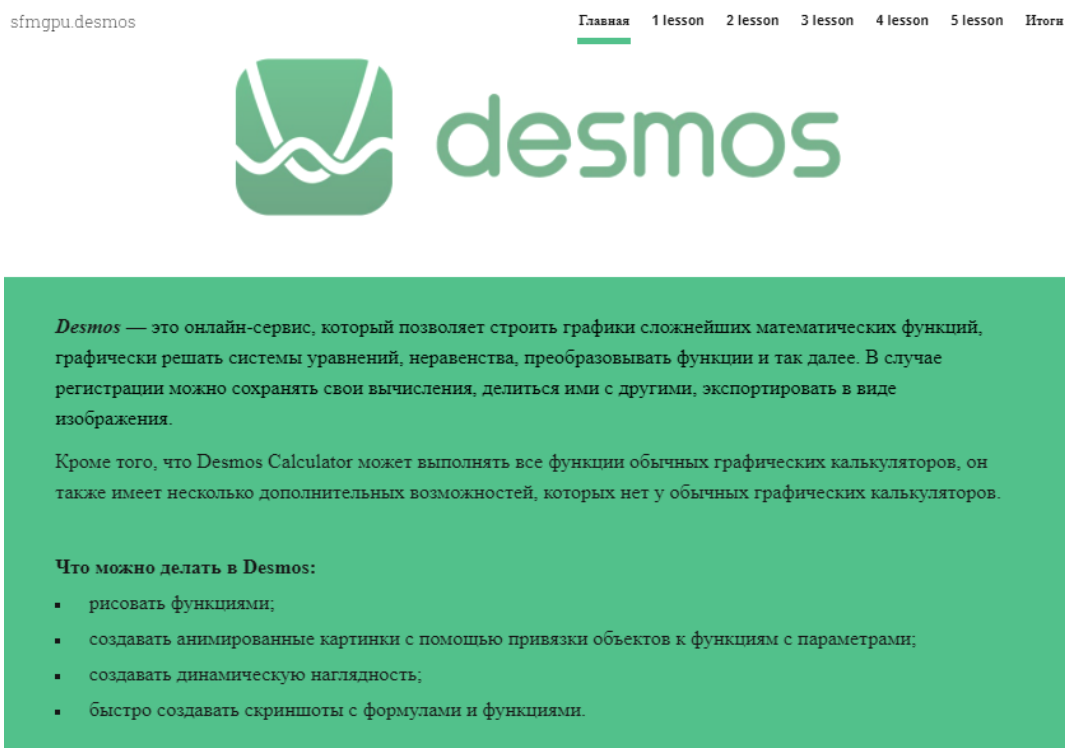 sfmgpu.desmos
Главная 1 lesson 2 lesson 3 lesson 4 lesson 5 lesson Итоги
desmos
Desmos — это онлайн-сервис, который позволяет строить графики сложнейших математических функций,
графически решать системы уравнений, неравенства, преобразовывать функции и так далее. В случае
регистрации можно сохранять свои вычисления, делиться ими с другими, экспортировать в виде
изображения.
Кроме того, что Desmos Calculator может выполнять все функции обычных графических калькуляторов, он
также имеет несколько дополнительных возможностей, которых нет у обычных графических калькуляторов.
Что можно делать в Desmos:
▪ рисовать функциями;
▪ создавать анимированные картинки с помощью привязки объектов к функциям с параметрами;
▪ создавать динамическую наглядность;
▪ быстро создавать скриншоты с формулами и функциями.